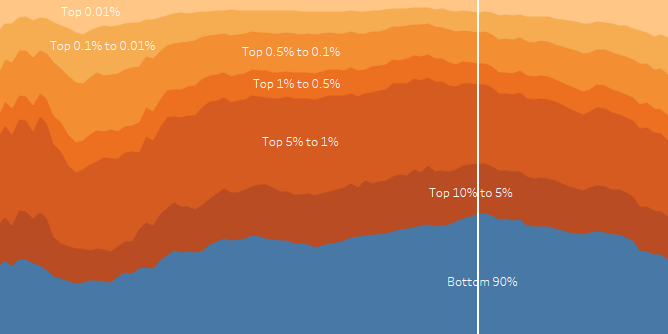 Top 0.01%
Top 0.1% to 0.01%
Top 0.5% to 0.1%
Top 1% to 0.5%
Top 5% to 1%
Top 10% to 5%
Bottom 90%